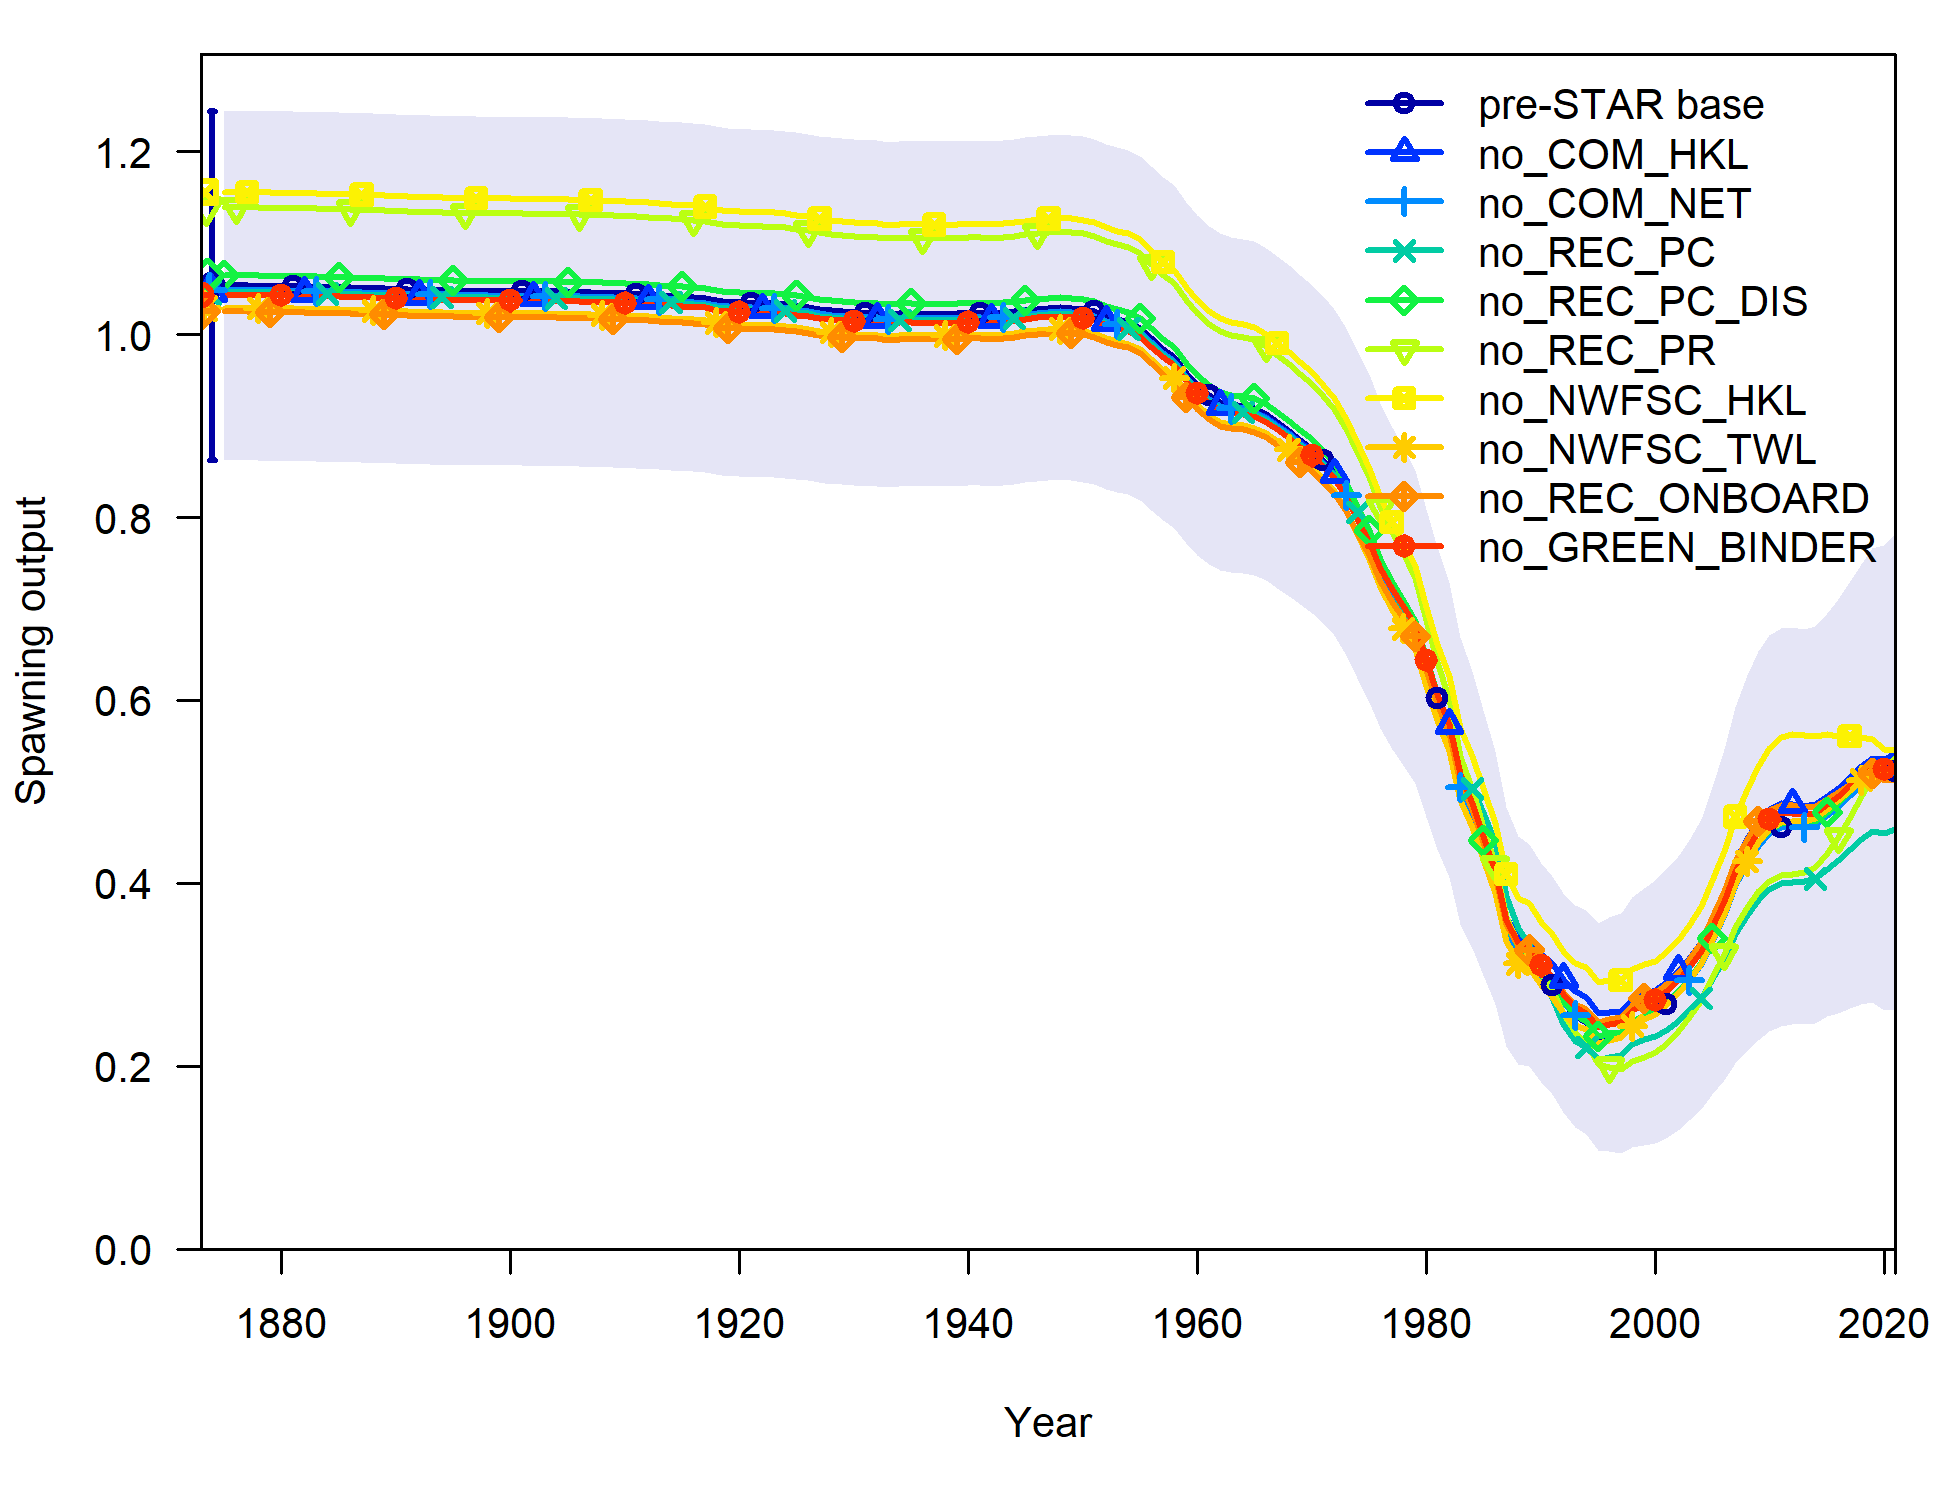 pre-STAR base
no_COM_HKL
no_COM_NET
no_REC_PC
no_REC_PC_DIS
no_REC_PR
no_NWFSC_HKL
no_NWFSC_TWL
no_REC_ONBOARD
no_GREEN_BINDER
Spawning output
1.2
1.0
0.8
0.6
0.4
0.2
0.0
1880 1900 1920 1940 1960 1980 2000 2020
Year